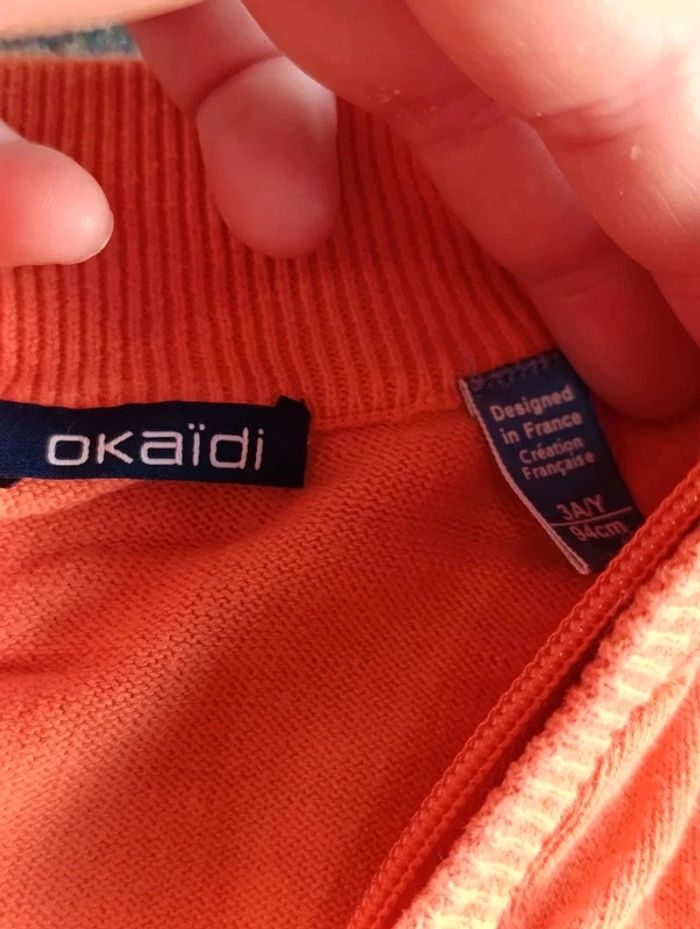 okaïdi
Designed
in France
Création
Française
3A/Y
94cm